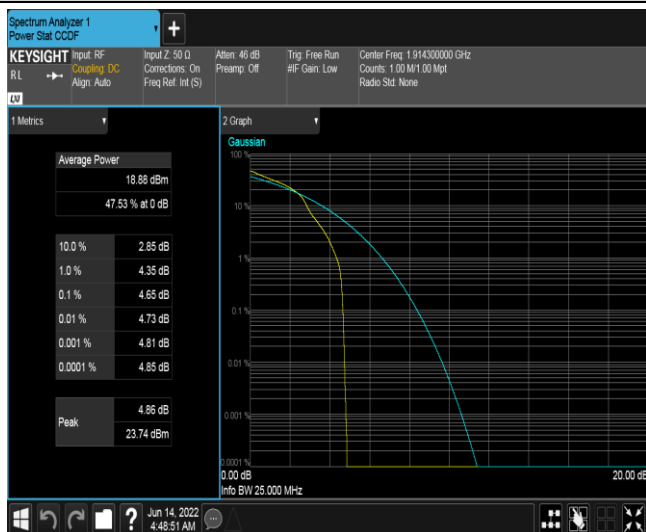 Spectrum Analyzer 1
Power Stat CCDF
+
KEYSIGHT
RL
LXI
Input: RF
Coupling: DC
Align: Auto
Input Z: 50 Ω
Corrections: On
Freq Ref: Int (S)
Atten: 46 dB
Preamp: Off
Trig: Free Run
#IF Gain: Low
Center Freq: 1.914300000 GHz
Counts: 1.00 M/1.00 Mpt
Radio Std: None
1 Metrics
Average Power
18.88 dBm
47.53 % at 0 dB
10.0 % 2.85 dB
1.0 % 4.35 dB
0.1 % 4.65 dB
0.01 % 4.73 dB
0.001 % 4.81 dB
0.0001 % 4.85 dB
Peak
4.86 dB
23.74 dBm
2 Graph
Gaussian
100 %
10 %
1 %
0.1 %
0.01 %
0.001 %
0.0001 %
0.00 dB 20.00 dB
Info BW 25.000 MHz
?
Jun 14, 2022
4:48:51 AM